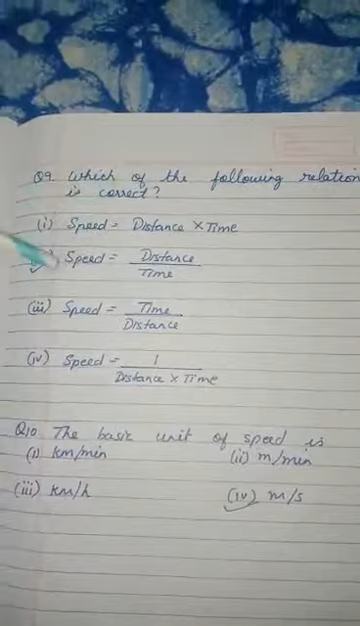 Q9. Which of the following relation
is correct?
(i) Speed = Distance × Time
Speed = Distance
Time
(iii) Speed = Time
Distance
(iv) Speed = 1
Distance × Time
Q10 The basic unit of speed is
(i) km/min (ii) m/min
(iii) km/h (iv) m/s